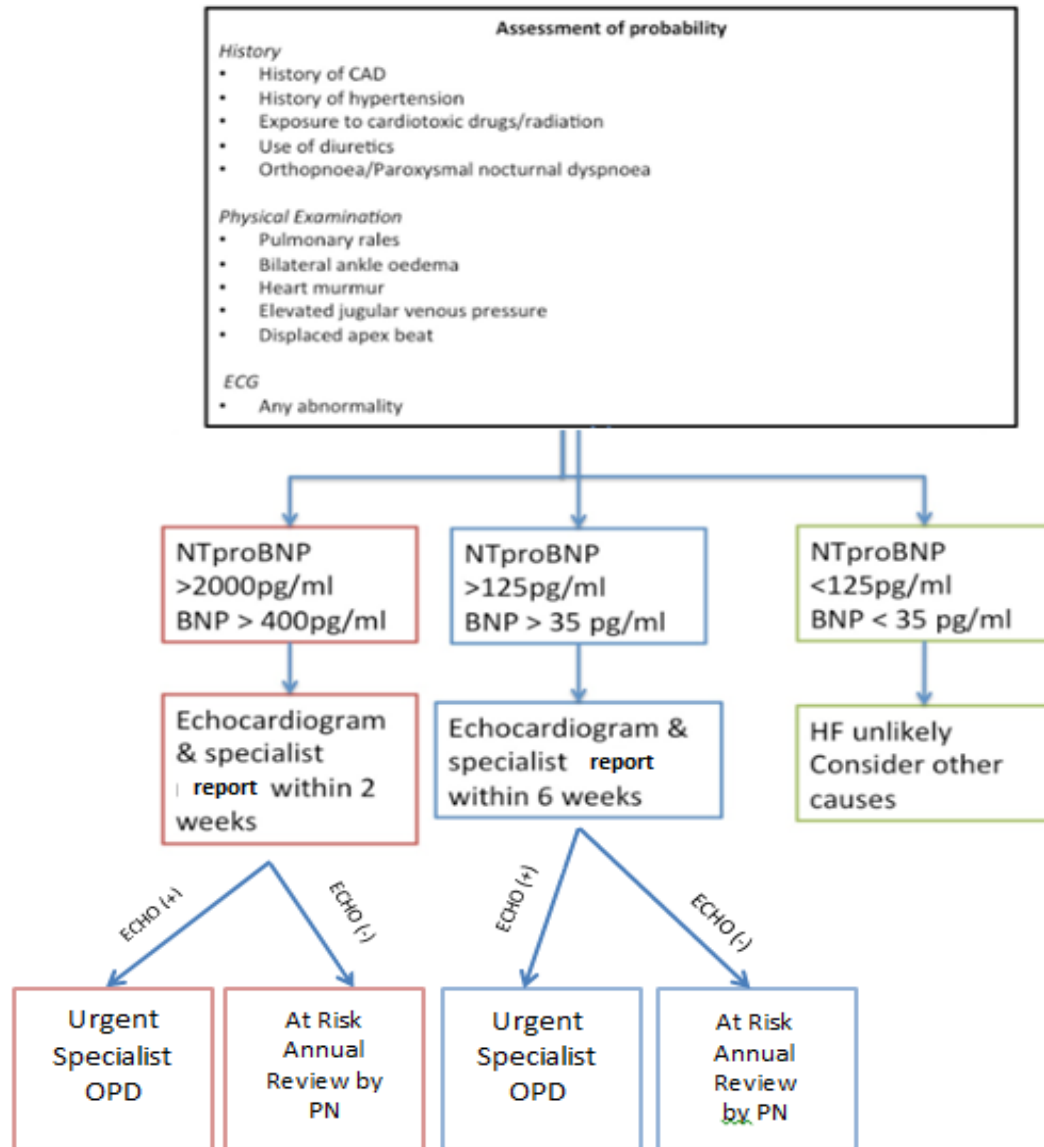 Assessment of probability
History
• History of CAD
• History of hypertension
• Exposure to cardiotoxic drugs/radiation
• Use of diuretics
• Orthopnoea/Paroxysmal nocturnal dyspnoea
Physical Examination
• Pulmonary rales
• Bilateral ankle oedema
• Heart murmur
• Elevated jugular venous pressure
• Displaced apex beat
ECG
• Any abnormality
NTproBNP
>2000pg/ml
BNP > 400pg/ml
NTproBNP
>125pg/ml
BNP > 35 pg/ml
NTproBNP
<125pg/ml
BNP < 35 pg/ml
Echocardiogram
& specialist
report within 2
weeks
Echocardiogram &
specialist report
within 6 weeks
HF unlikely
Consider other
causes
ECHO (+)
ECHO (-)
ECHO (+)
ECHO (-)
Urgent
Specialist
OPD
At Risk
Annual
Review by
PN
Urgent
Specialist
OPD
At Risk
Annual
Review
by PN